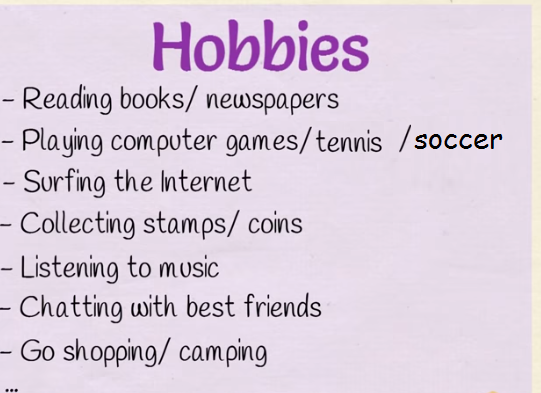 Hobbies
- Reading books/ newspapers
- Playing computer games/tennis /soccer
- Surfing the Internet
- Collecting stamps/ coins
- Listening to music
- Chatting with best friends
- Go shopping/ camping
...